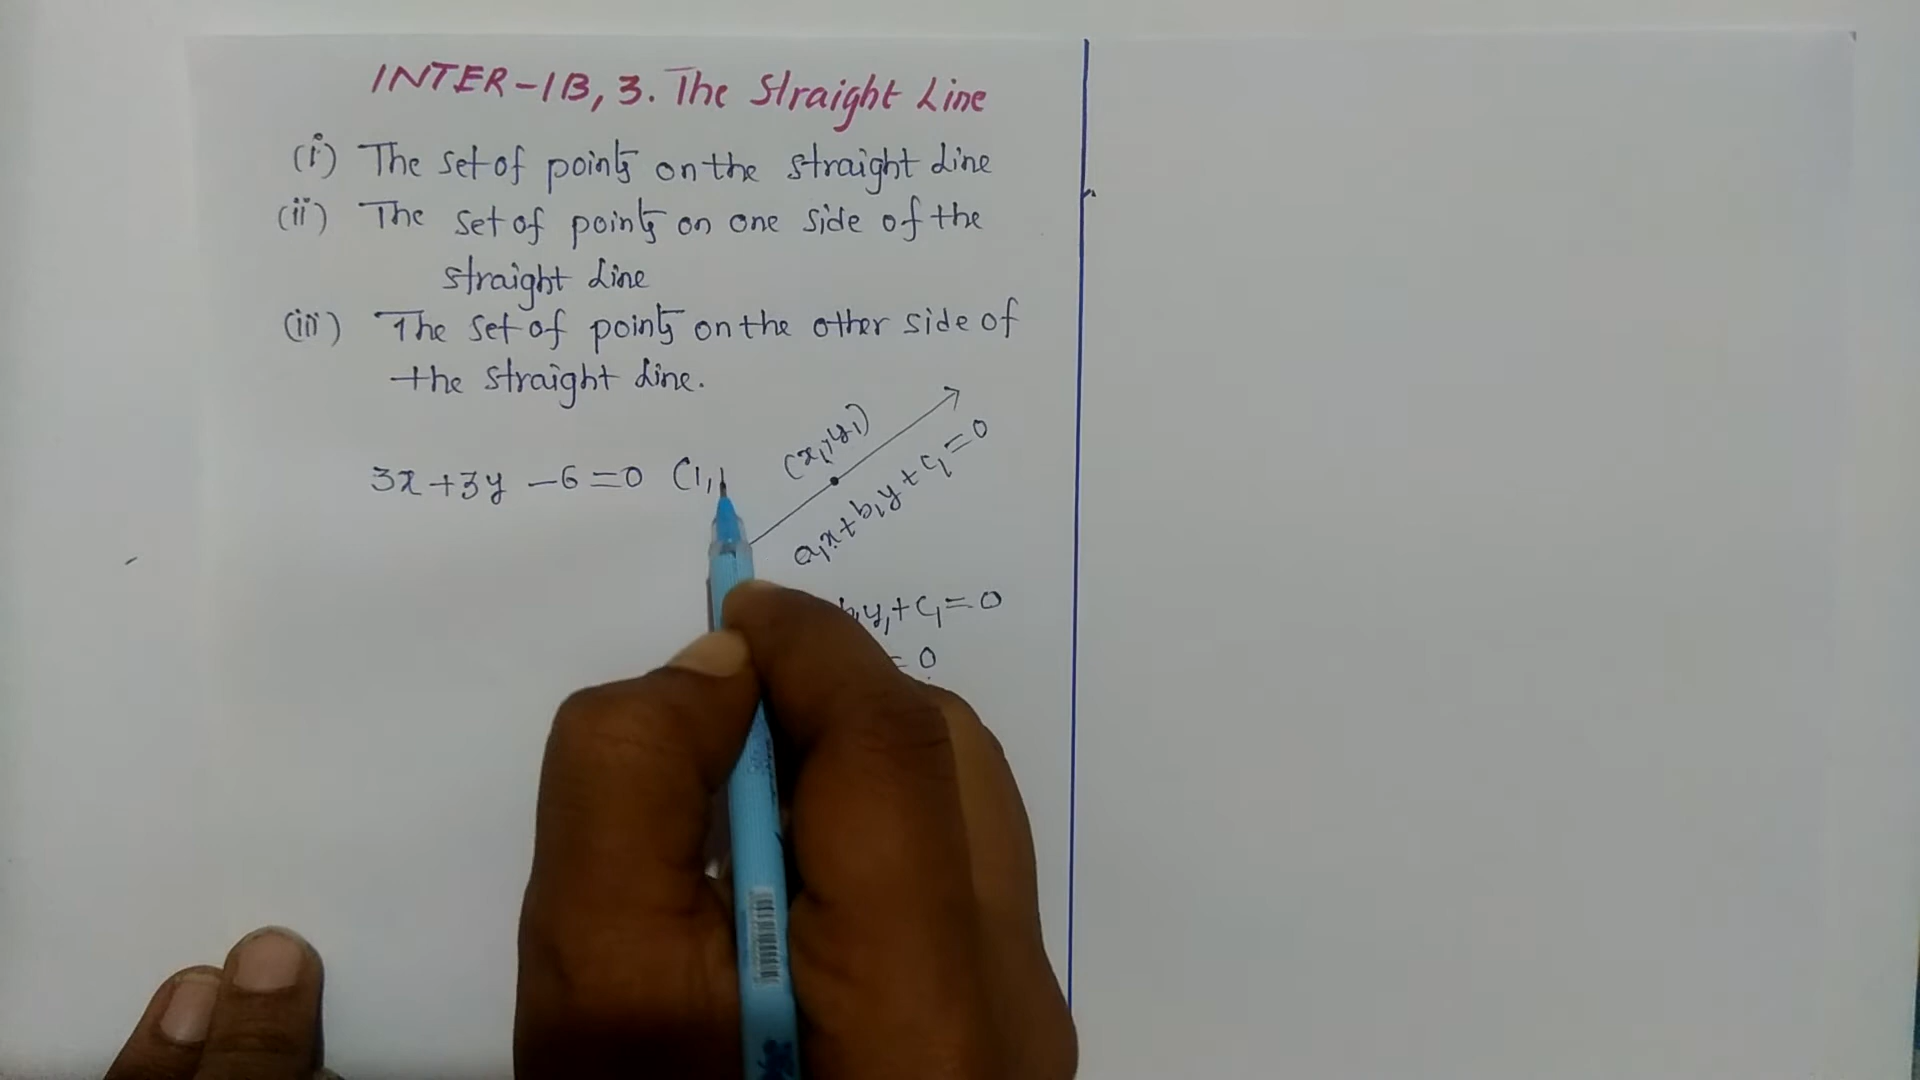 INTER-IB, 3. The Straight Line
(i) The set of points on the straight Line
(ii) The set of points on one side of the
straight Line
(iii) The set of points on the other side of
the straight Line.
3x+3y-6=0 (1,1
(x₁,y₁)
a₁x+b₁y+c₁=0
b₁y₁+c₁=0
= 0